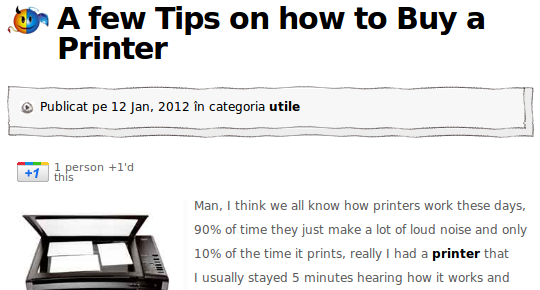 A few Tips on how to Buy a
Printer
Publicat pe 12 Jan, 2012 în categoria utile
+1
1 person +1'd
this
Man, I think we all know how printers work these days,
90% of time they just make a lot of loud noise and only
10% of the time it prints, really I had a printer that
I usually stayed 5 minutes hearing how it works and